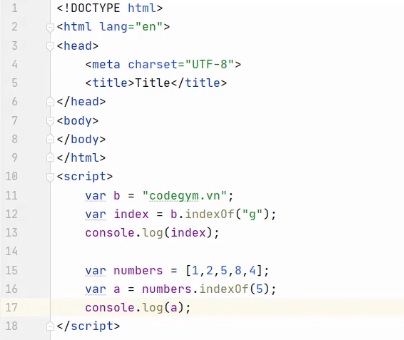 1 <!DOCTYPE html>
2 <html lang="en">
3 <head>
4 <meta charset="UTF-8">
5 <title>Title</title>
6 </head>
7 <body>
8 </body>
9 </html>
10 <script>
11 var b = "codegym.vn";
12 var index = b.indexOf("g");
13 console.log(index);
14
15 var numbers = [1,2,5,8,4];
16 var a = numbers.indexOf(5);
17 console.log(a);
18 </script>